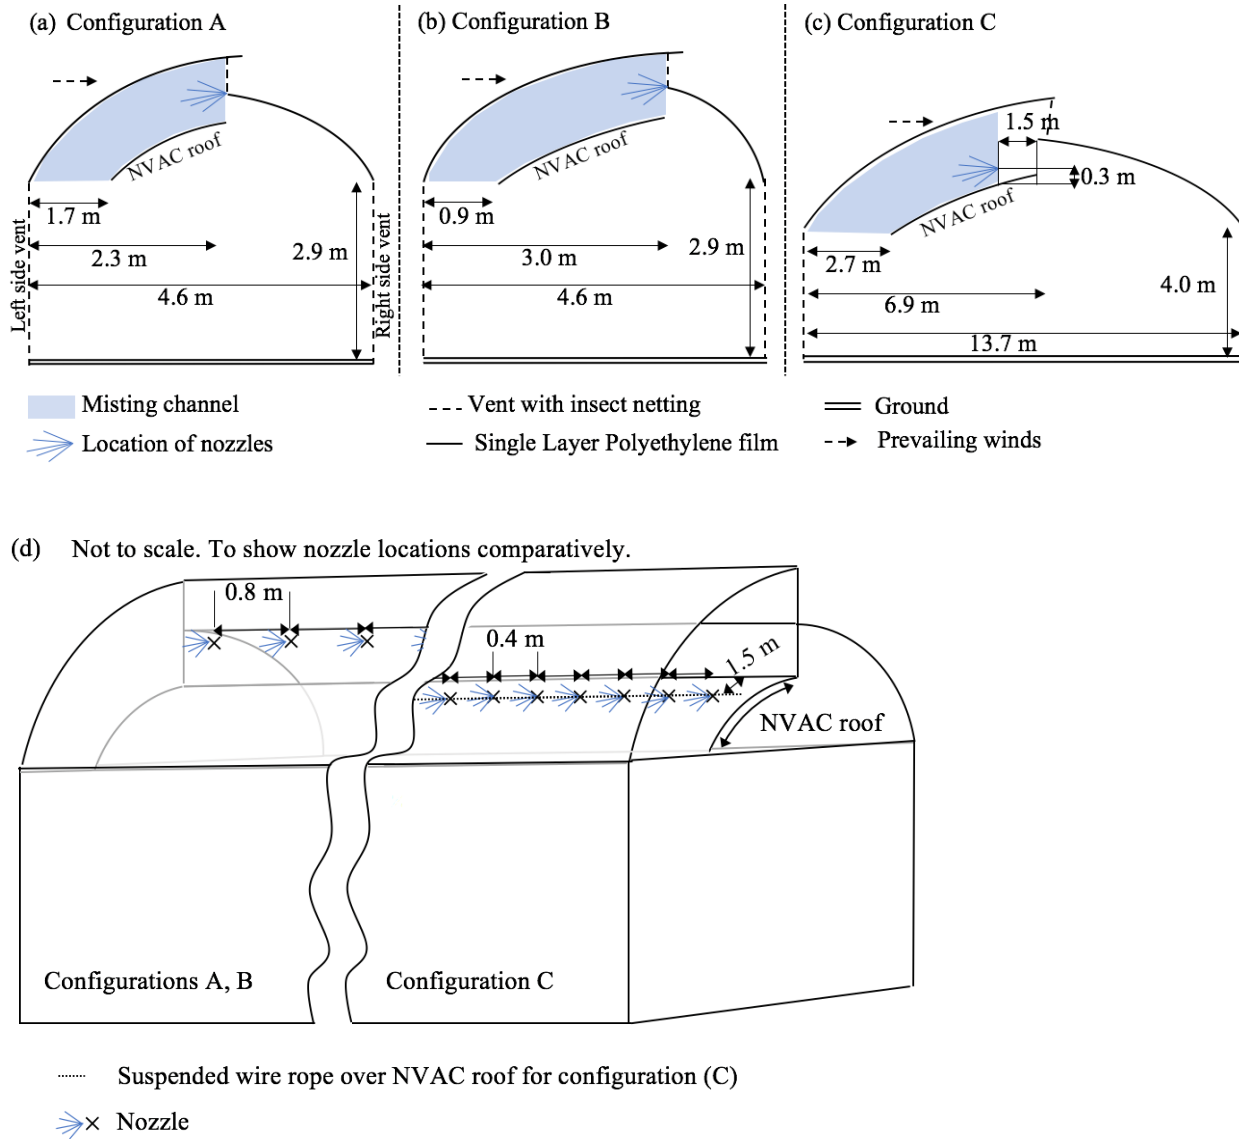 (a) Configuration A
(b) Configuration B
(c) Configuration C
NVAC roof
1.7 m
2.3 m
4.6 m
2.9 m
Left side vent
Right side vent
NVAC roof
0.9 m
3.0 m
4.6 m
2.9 m
1.5 m
0.3 m
NVAC roof
2.7 m
6.9 m
13.7 m
4.0 m
Misting channel
Location of nozzles
Vent with insect netting
Single Layer Polyethylene film
Ground
Prevailing winds
(d) Not to scale. To show nozzle locations comparatively.
0.8 m
0.4 m
1.5 m
NVAC roof
Configurations A, B
Configuration C
Suspended wire rope over NVAC roof for configuration (C)
Nozzle